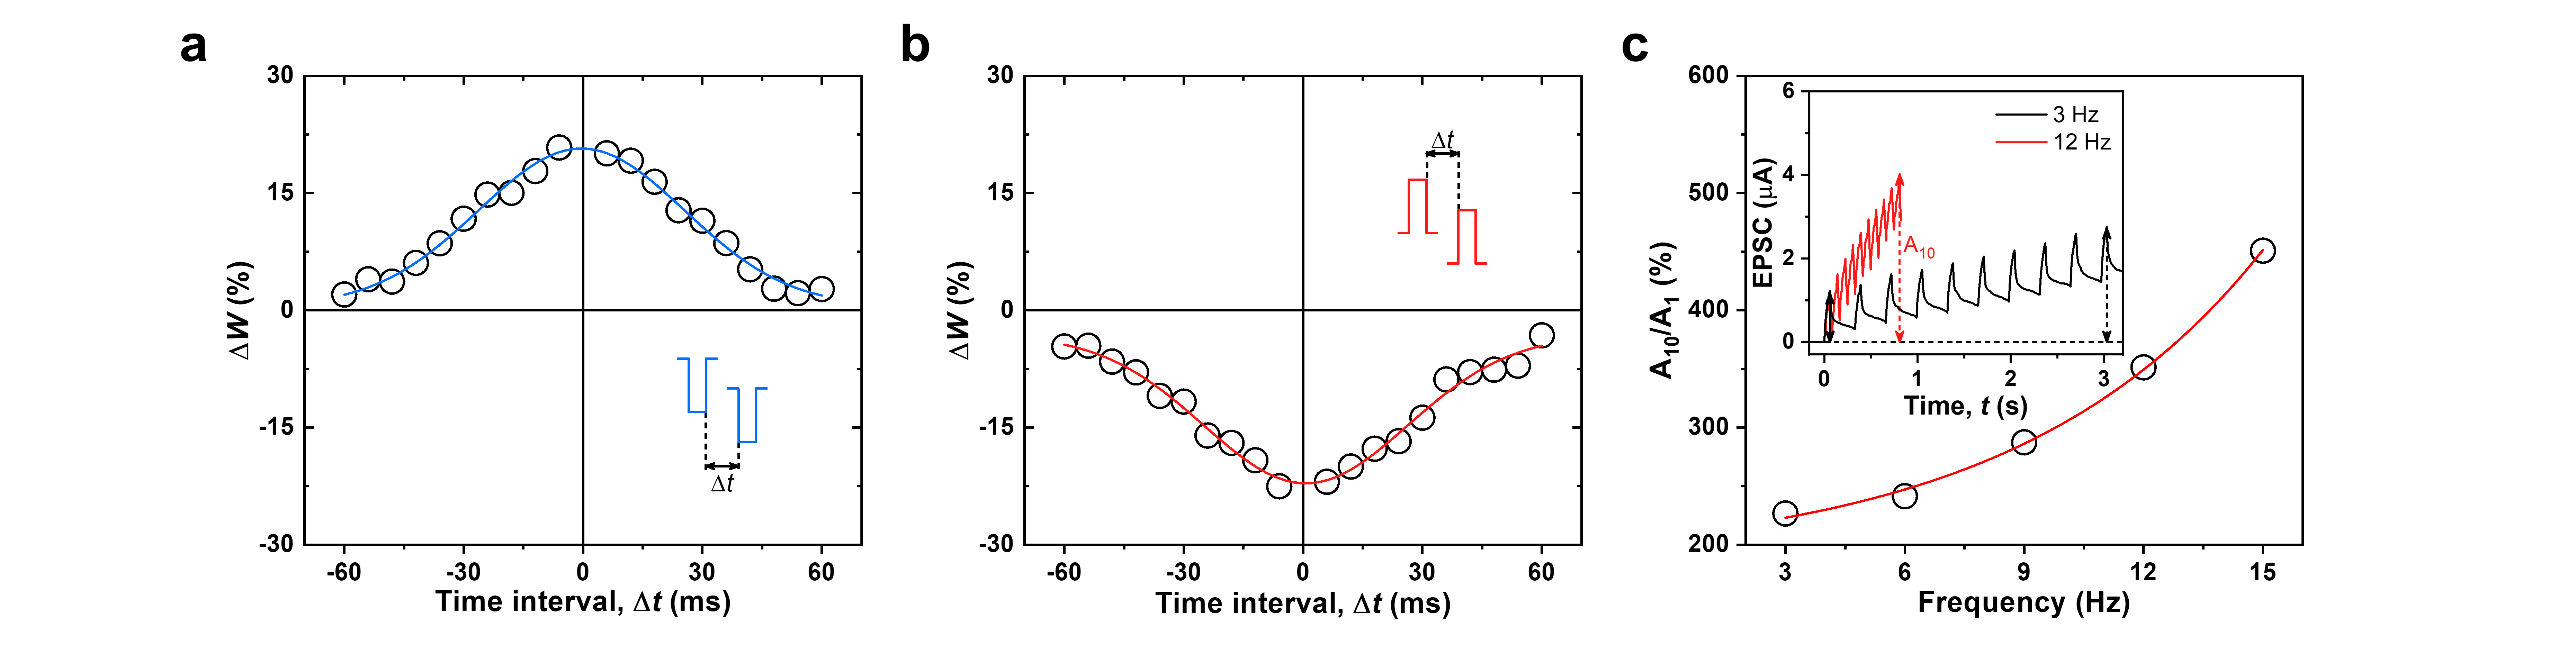 a
30
15
0
-15
-30
ΔW (%)
-60 -30 0 30 60
Time interval, Δt (ms)
Δt
b
30
15
0
-15
-30
ΔW (%)
-60 -30 0 30 60
Time interval, Δt (ms)
Δt
c
600
500
400
300
200
A₁₀/A₁ (%)
3 6 9 12 15
Frequency (Hz)
6
4
2
0
EPSC (μA)
0 1 2 3
Time, t (s)
3 Hz
12 Hz
A₁₀